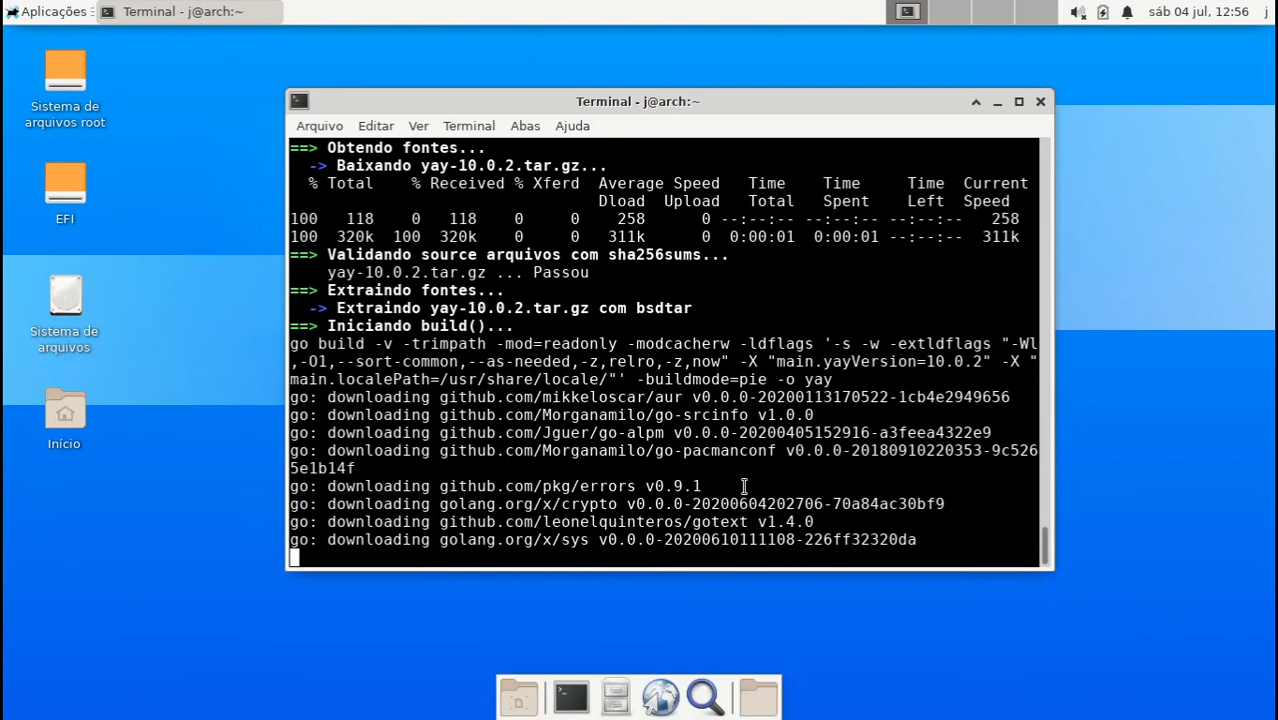 Aplicações
Terminal - j@arch:~
sáb 04 jul, 12:56
j
Sistema de
arquivos root
EFI
Sistema de
arquivos
Início
Terminal - j@arch:~
Arquivo Editar Ver Terminal Abas Ajuda
==> Obtendo fontes...
-> Baixando yay-10.0.2.tar.gz...
% Total % Received % Xferd Average Speed Time Time Time Current
Dload Upload Total Spent Left Speed
100 118 0 118 0 0 258 0 --:--:-- --:--:-- --:--:-- 258
100 320k 100 320k 0 0 311k 0 0:00:01 0:00:01 --:--:-- 311k
==> Validando source arquivos com sha256sums...
yay-10.0.2.tar.gz ... Passou
==> Extraindo fontes...
-> Extraindo yay-10.0.2.tar.gz com bsdtar
==> Iniciando build()...
go build -v -trimpath -mod=readonly -modcacherw -ldflags '-s -w -extldflags "-Wl
,-O1,--sort-common,--as-needed,-z,relro,-z,now" -X "main.yayVersion=10.0.2" -X "
main.localePath=/usr/share/locale/"' -buildmode=pie -o yay
go: downloading github.com/mikkeloscar/aur v0.0.0-20200113170522-1cb4e2949656
go: downloading github.com/Morganamilo/go-srcinfo v1.0.0
go: downloading github.com/Jguer/go-alpm v0.0.0-20200405152916-a3feea4322e9
go: downloading github.com/Morganamilo/go-pacmanconf v0.0.0-20180910220353-9c526
5e1b14f
go: downloading github.com/pkg/errors v0.9.1
go: downloading golang.org/x/crypto v0.0.0-20200604202706-70a84ac30bf9
go: downloading github.com/leonelquinteros/gotext v1.4.0
go: downloading golang.org/x/sys v0.0.0-20200610111108-226ff32320da